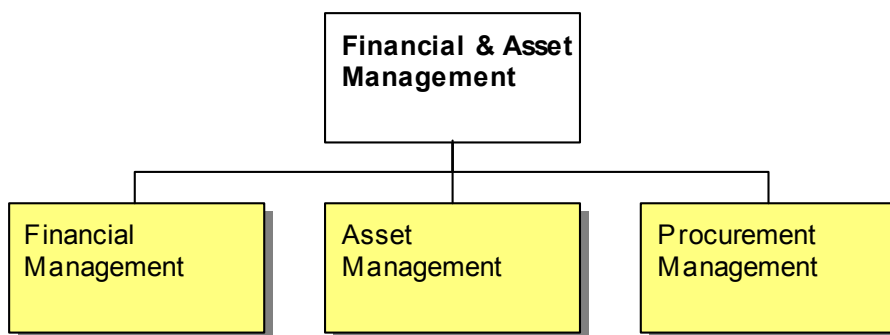 Financial & Asset
Management
Financial
Management
Asset
Management
Procurement
Management